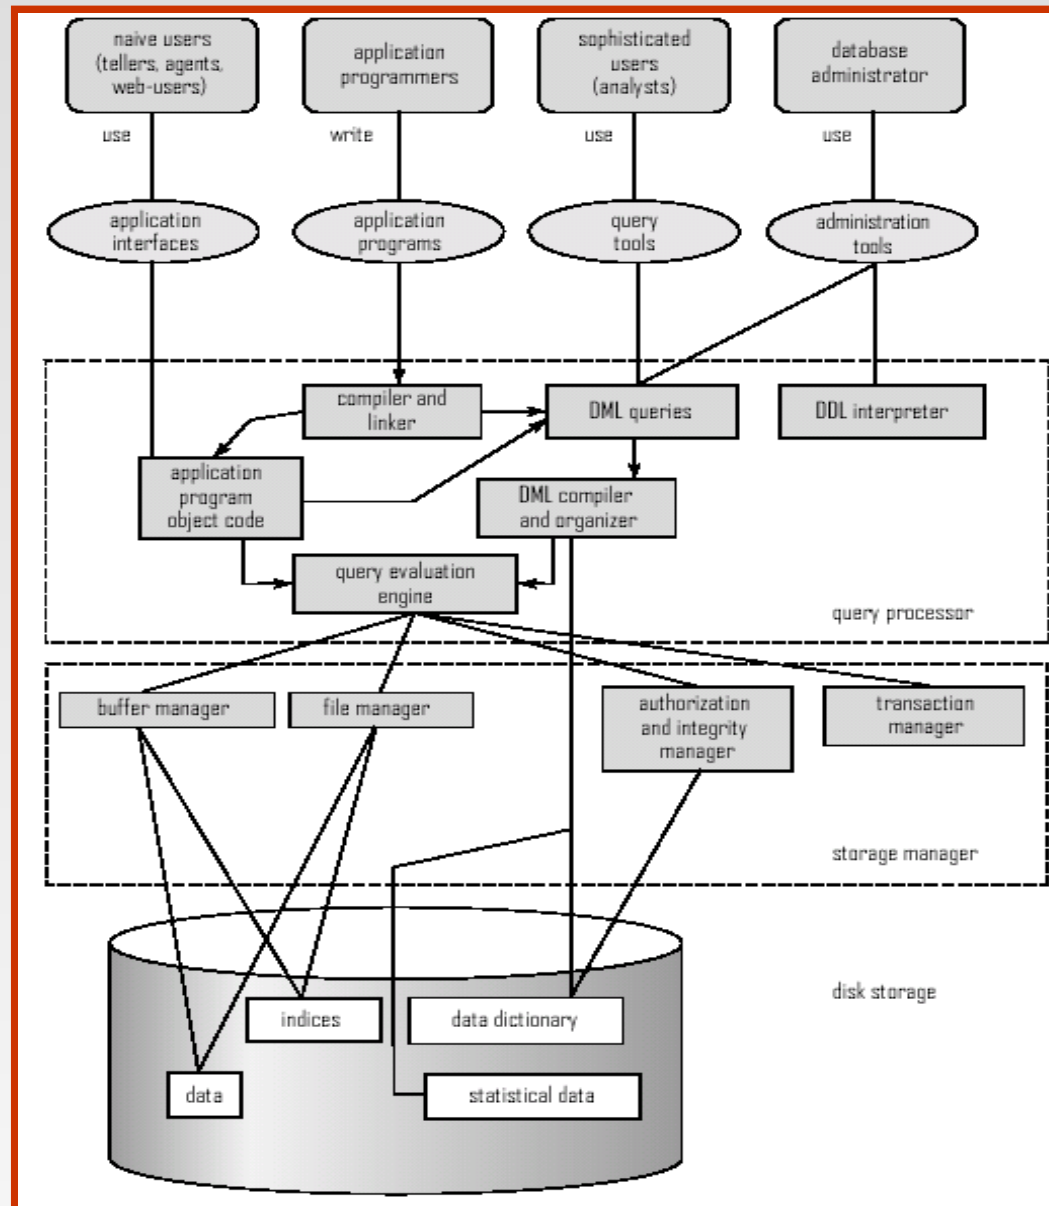 naive users
(tellers, agents,
web-users)
application
programmers
sophisticated
users
(analysts)
database
administrator
use
write
use
use
application
interfaces
application
programs
query
tools
administration
tools
compiler and
linker
DML queries
DDL interpreter
application
program
object code
DML compiler
and organizer
query evaluation
engine
query processor
buffer manager
file manager
authorization
and integrity
manager
transaction
manager
storage manager
disk storage
indices
data dictionary
data
statistical data